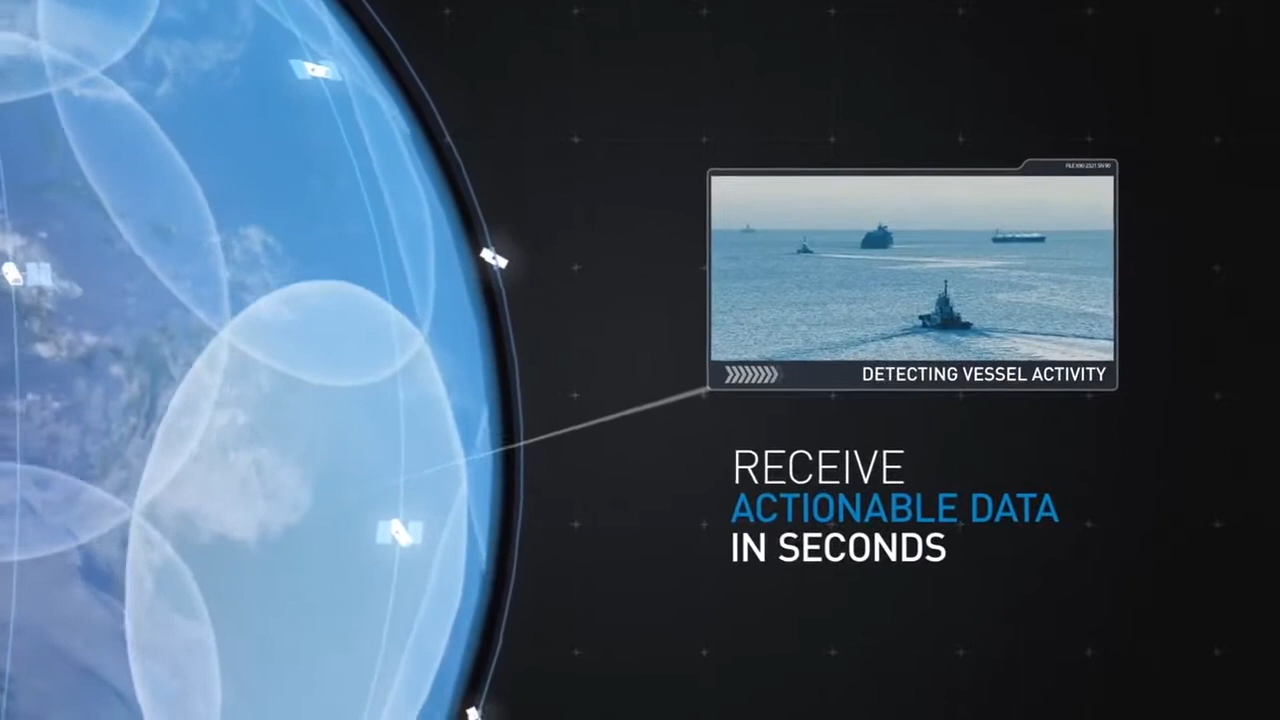 DETECTING VESSEL ACTIVITY
RECEIVE
ACTIONABLE DATA
IN SECONDS